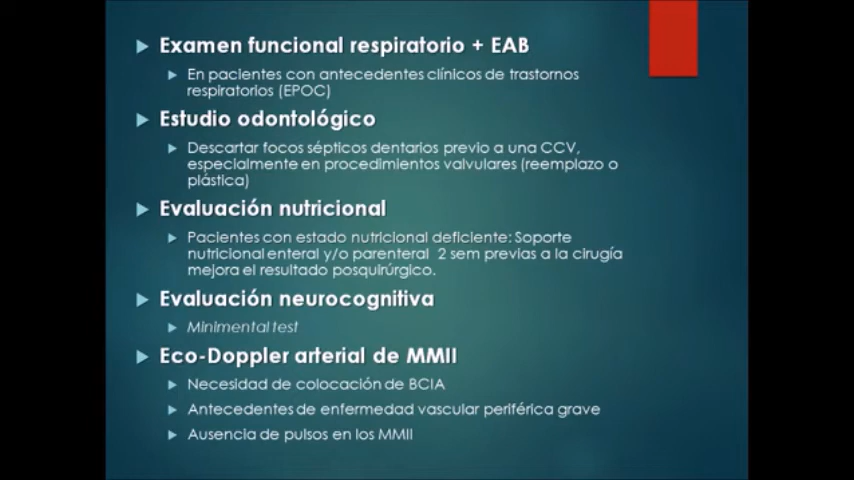 Examen funcional respiratorio + EAB
En pacientes con antecedentes clínicos de trastornos
respiratorios (EPOC)
Estudio odontológico
Descartar focos sépticos dentarios previo a una CCV,
especialmente en procedimientos valvulares (reemplazo o
plástica)
Evaluación nutricional
Pacientes con estado nutricional deficiente: Soporte
nutricional enteral y/o parenteral 2 sem previas a la cirugía
mejora el resultado posquirúrgico.
Evaluación neurocognitiva
Minimental test
Eco-Doppler arterial de MMII
Necesidad de colocación de BCIA
Antecedentes de enfermedad vascular periférica grave
Ausencia de pulsos en los MMII